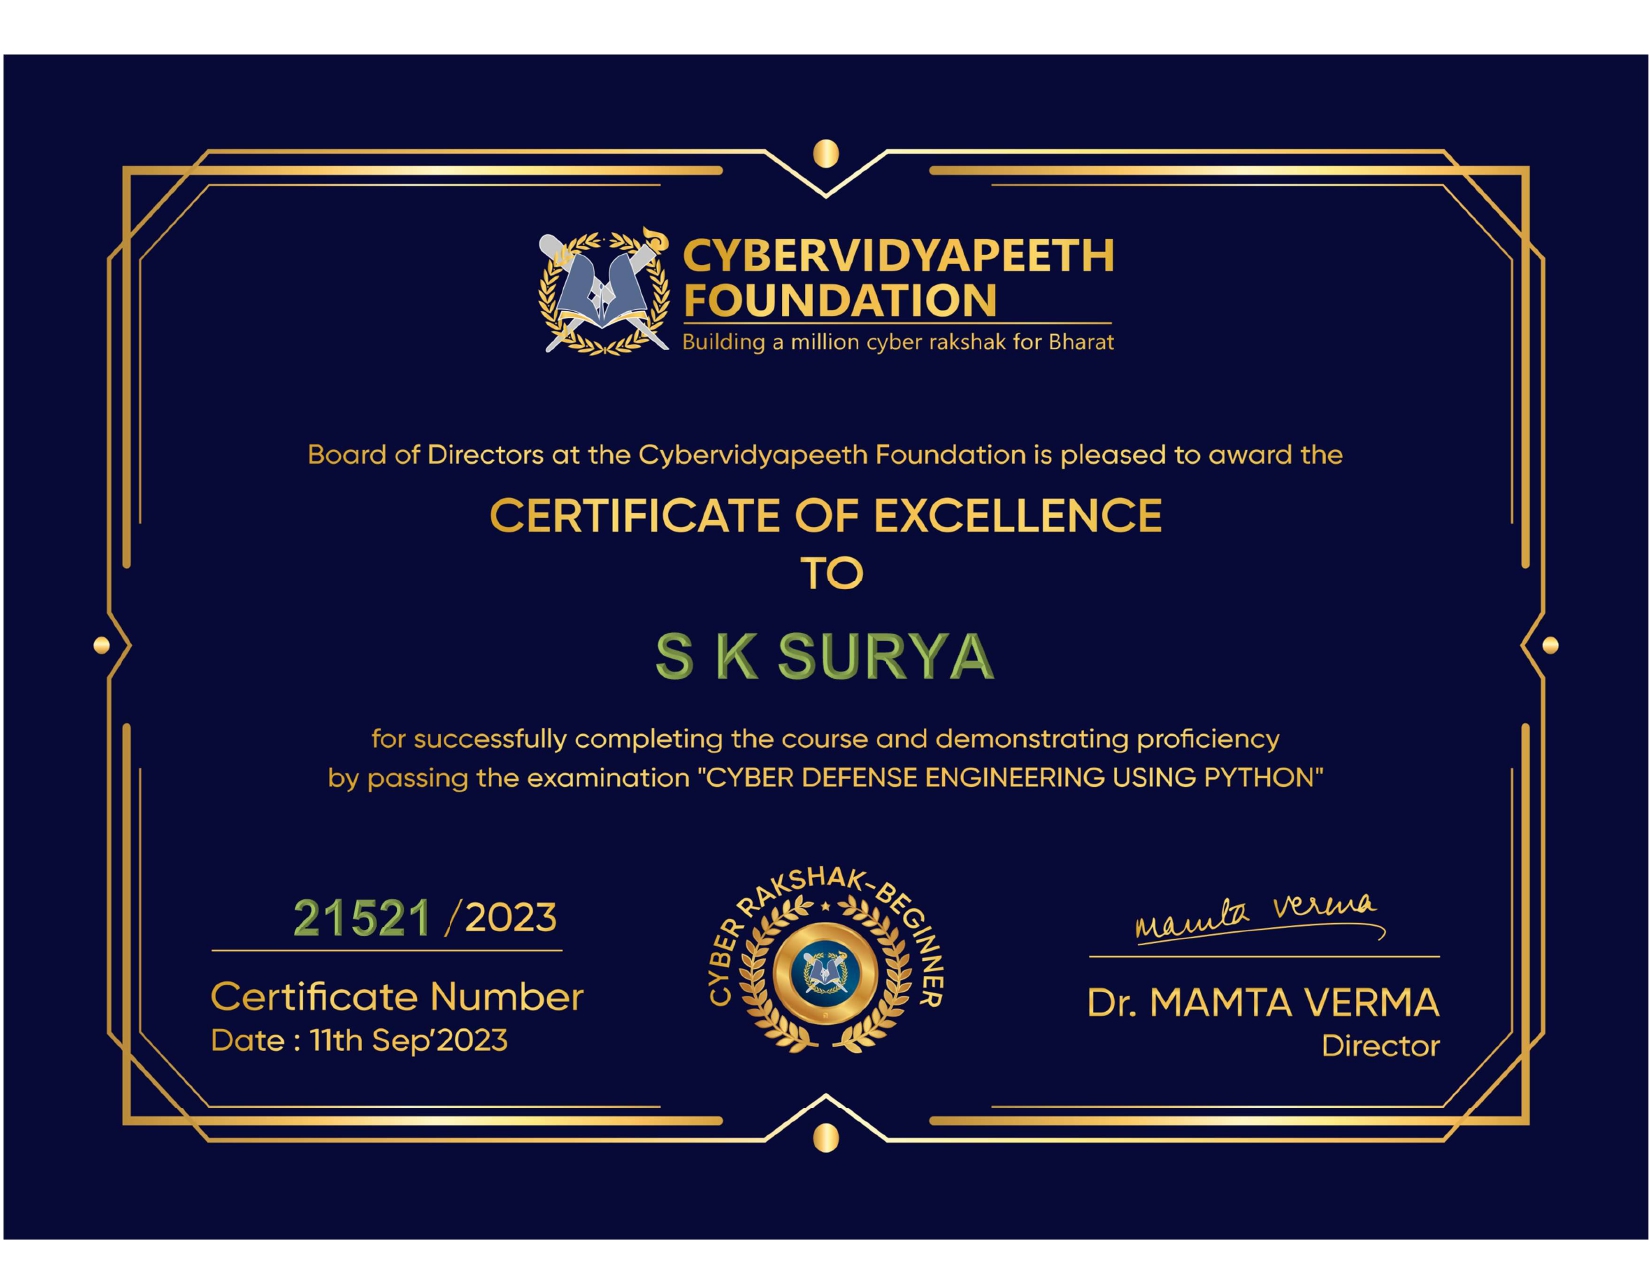 CYBERVIDYAPEETH
FOUNDATION
Building a million cyber rakshak for Bharat
Board of Directors at the Cybervidyapeeth Foundation is pleased to award the
CERTIFICATE OF EXCELLENCE
TO
S K SURYA
for successfully completing the course and demonstrating proficiency
by passing the examination "CYBER DEFENSE ENGINEERING USING PYTHON"
21521 /2023
Certificate Number
Date : 11th Sep'2023
CYBER RAKSHAK-BEGINNER
mamta verma
Dr. MAMTA VERMA
Director